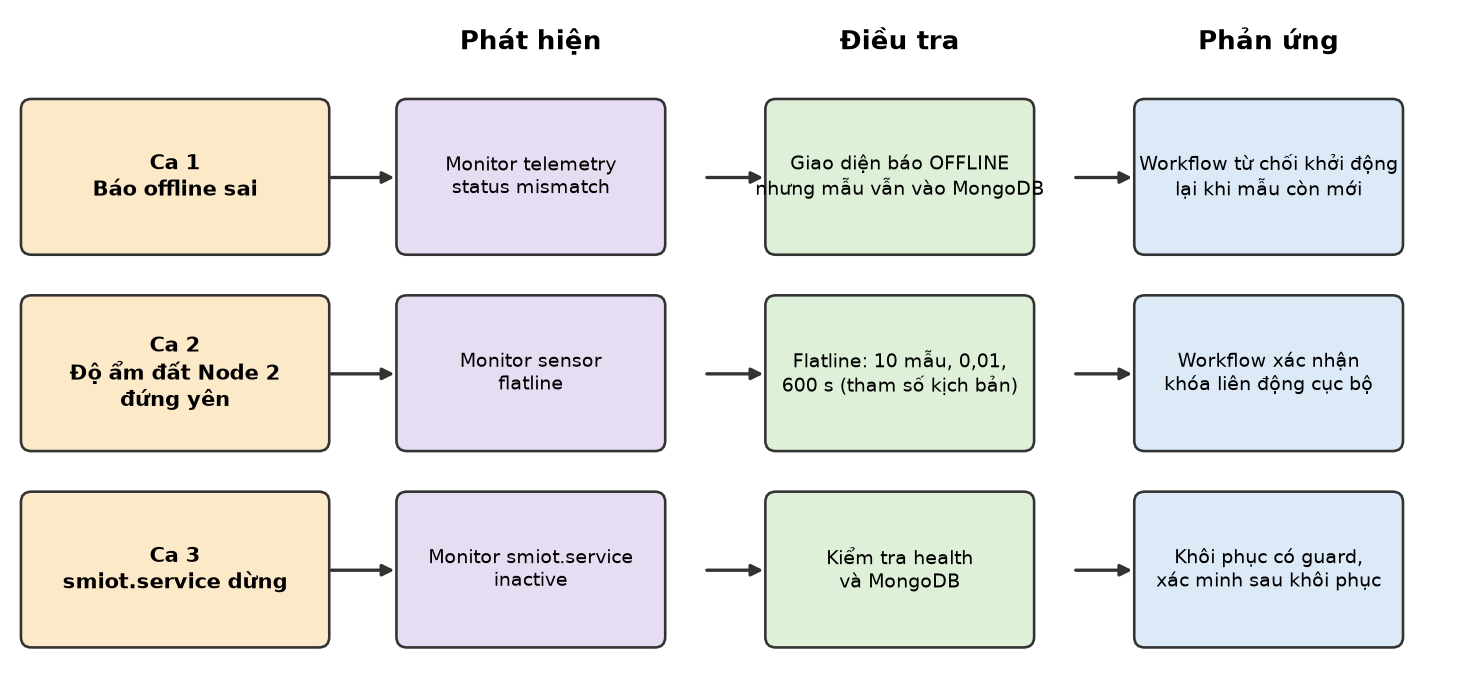 Phát hiện
Điều tra
Phản ứng
Ca 1
Báo offline sai
Monitor telemetry
status mismatch
Giao diện báo OFFLINE
nhưng mẫu vẫn vào MongoDB
Workflow từ chối khởi động
lại khi mẫu còn mới
Ca 2
Độ ẩm đất Node 2
đứng yên
Monitor sensor
flatline
Flatline: 10 mẫu, 0,01,
600 s (tham số kịch bản)
Workflow xác nhận
khóa liên động cục bộ
Ca 3
smiot.service dừng
Monitor smiot.service
inactive
Kiểm tra health
và MongoDB
Khôi phục có guard,
xác minh sau khôi phục